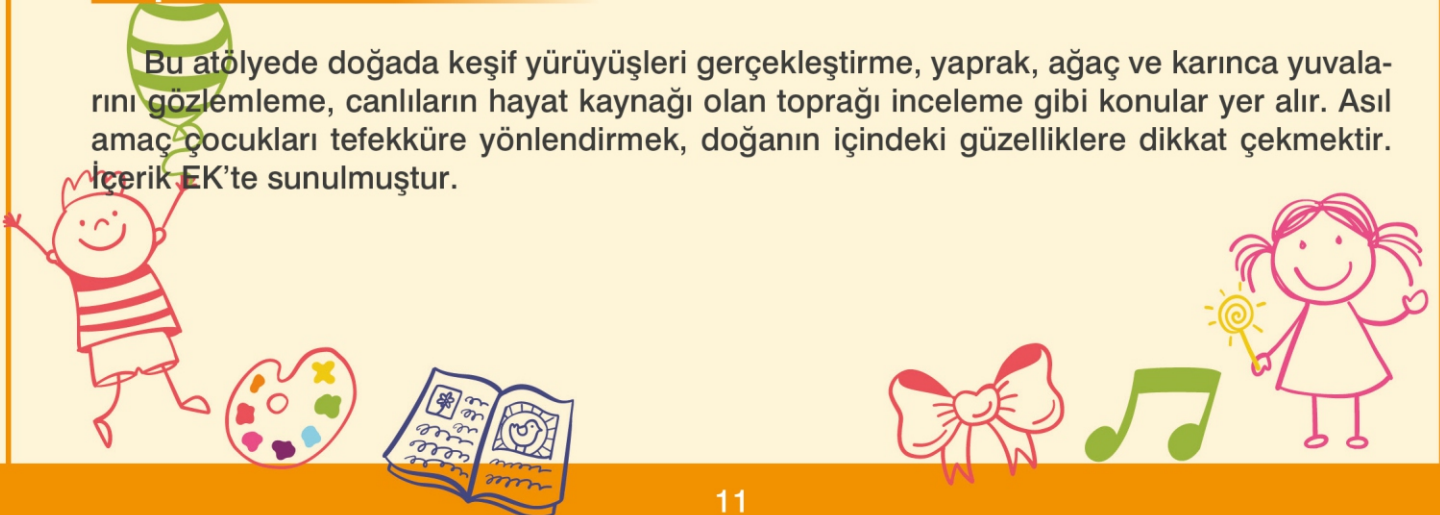 Bu atölyede doğada keşif yürüyüşleri gerçekleştirme, yaprak, ağaç ve karınca yuvala-
rını gözlemleme, canlıların hayat kaynağı olan toprağı inceleme gibi konular yer alır. Asıl
amaç çocukları tefekküre yönlendirmek, doğanın içindeki güzelliklere dikkat çekmektir.
İçerik EK’te sunulmuştur.
11